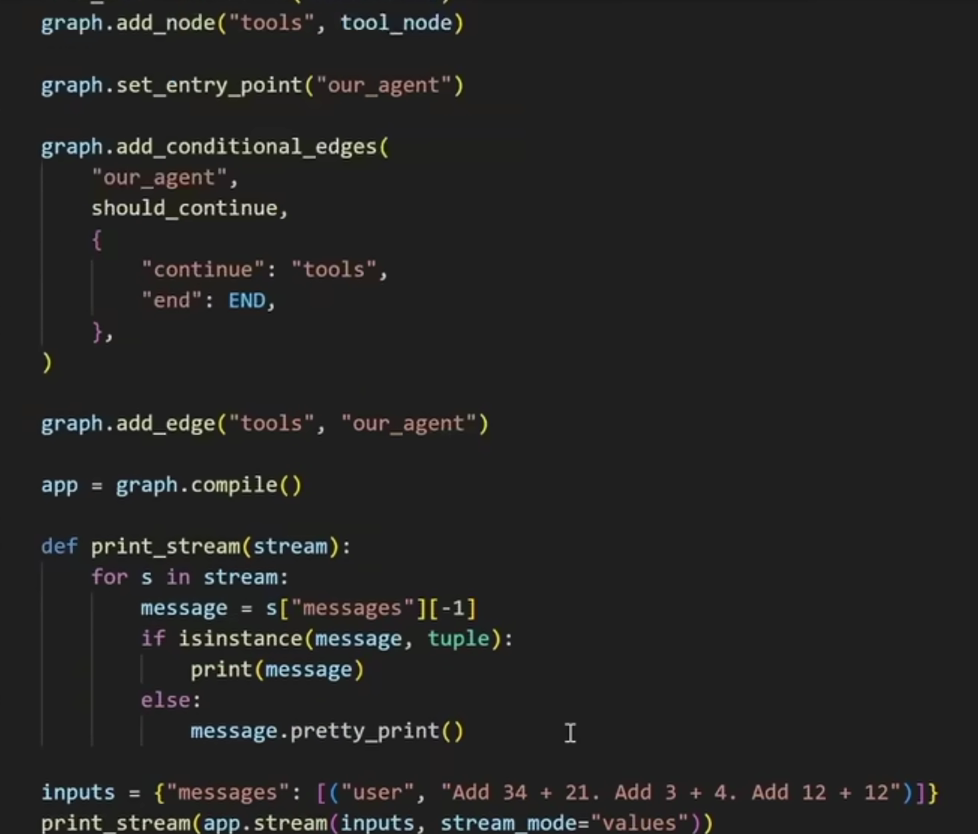 graph.add_node("tools", tool_node)
graph.set_entry_point("our_agent")
graph.add_conditional_edges(
    "our_agent",
    should_continue,
    {
        "continue": "tools",
        "end": END,
    },
)
graph.add_edge("tools", "our_agent")
app = graph.compile()
def print_stream(stream):
    for s in stream:
        message = s["messages"][-1]
        if isinstance(message, tuple):
            print(message)
        else:
            message.pretty_print()
inputs = {"messages": [("user", "Add 34 + 21. Add 3 + 4. Add 12 + 12")]}
print_stream(app.stream(inputs, stream_mode="values"))